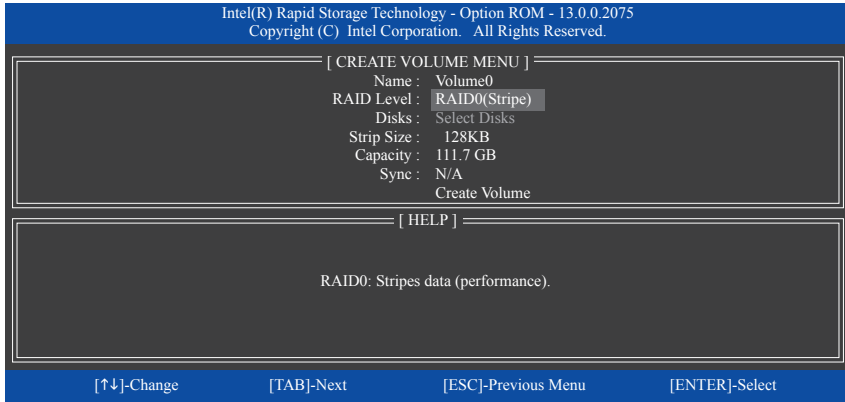 Intel(R) Rapid Storage Technology - Option ROM - 13.0.0.2075
Copyright (C) Intel Corporation. All Rights Reserved.
[ CREATE VOLUME MENU ]
Name : Volume0
RAID Level : RAID0(Stripe)
Disks : Select Disks
Strip Size : 128KB
Capacity : 111.7 GB
Sync : N/A
Create Volume
[ HELP ]
RAID0: Stripes data (performance).
[↑↓]-Change [TAB]-Next [ESC]-Previous Menu [ENTER]-Select